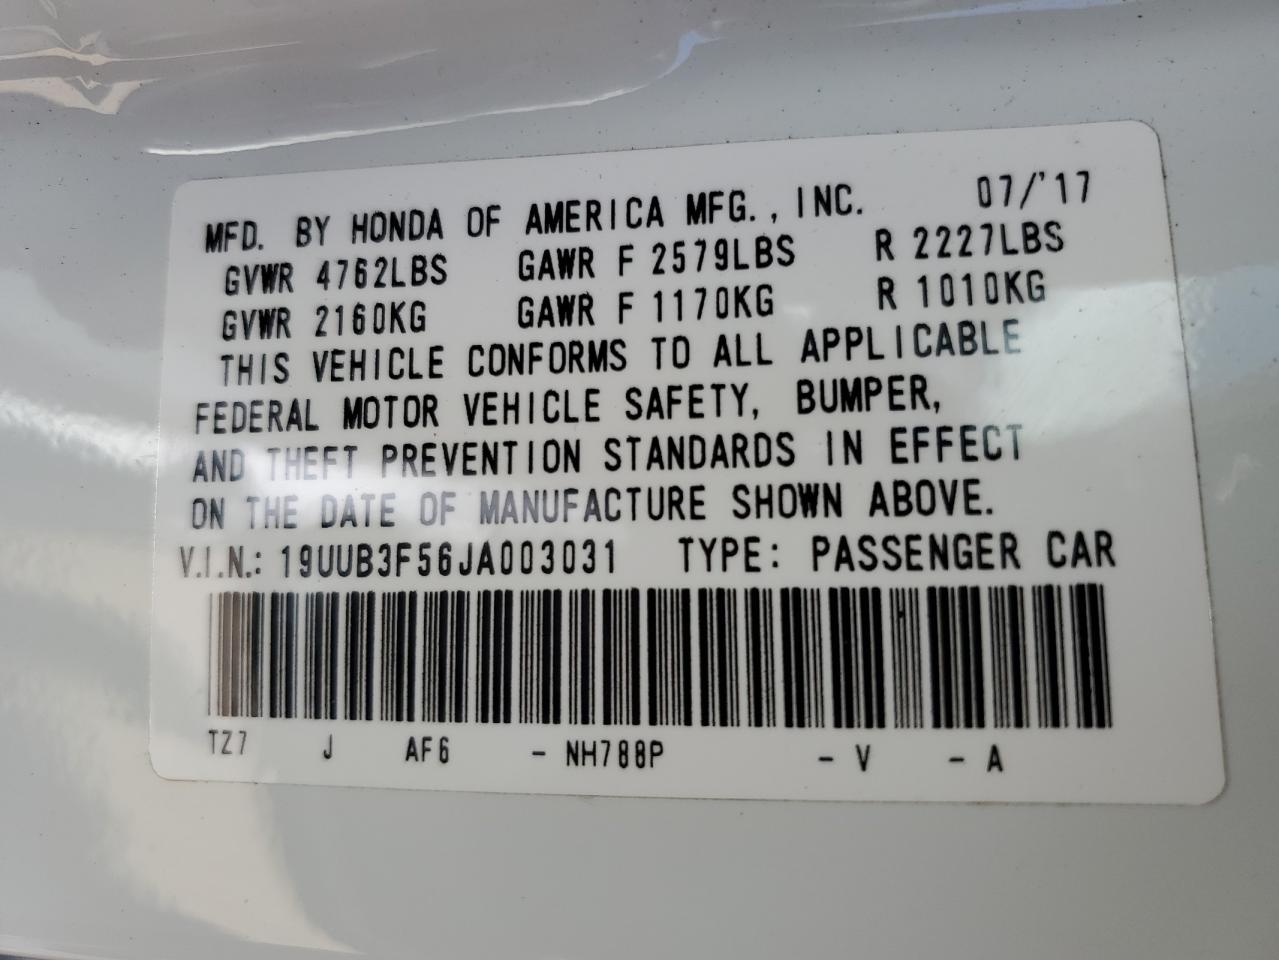 MFD. BY HONDA OF AMERICA MFG., INC. 07/'17
GVWR 4762LBS GAWR F 2579LBS R 2227LBS
GVWR 2160KG GAWR F 1170KG R 1010KG
THIS VEHICLE CONFORMS TO ALL APPLICABLE
FEDERAL MOTOR VEHICLE SAFETY, BUMPER,
AND THEFT PREVENTION STANDARDS IN EFFECT
ON THE DATE OF MANUFACTURE SHOWN ABOVE.
V.I.N.: 19UUB3F56JA003031 TYPE: PASSENGER CAR
TZ7 J AF6 - NH788P - V - A